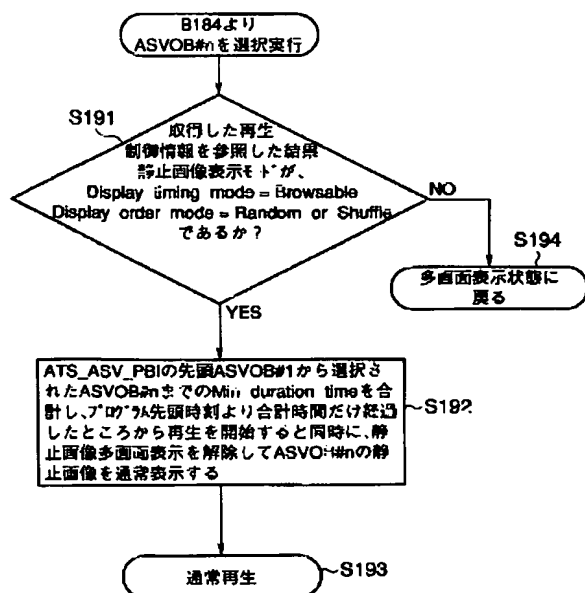 B184より
ASVOB#nを選択実行
S191
取得した再生
制御情報を参照した結果
静止画像表示モードが、
Display timing mode = Browsable
Display order mode = Random or Shuffle
であるか?
NO
S194
多画面表示状態に
戻る
YES
ATS_ASV_PBIの先頭ASVOB#1から選択さ
れたASVOB#nまでのMin duration timeを合
計し、プログラム先頭時刻より合計時間だけ経過
したところから再生を開始すると同時に、静
止画像多画面表示を解除してASVOB#nの静
止画像を通常表示する
S192
通常再生
S193